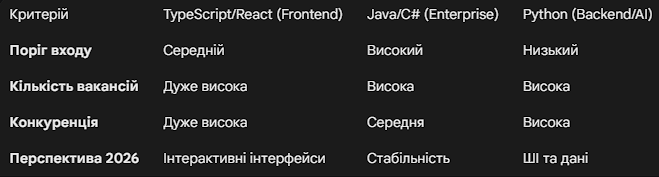 Критерій TypeScript/React (Frontend) Java/C# (Enterprise) Python (Backend/AI)
Поріг входу Середній Високий Низький
Кількість вакансій Дуже висока Висока Висока
Конкуренція Дуже висока Середня Висока
Перспектива 2026 Інтерактивні інтерфейси Стабільність ШІ та дані